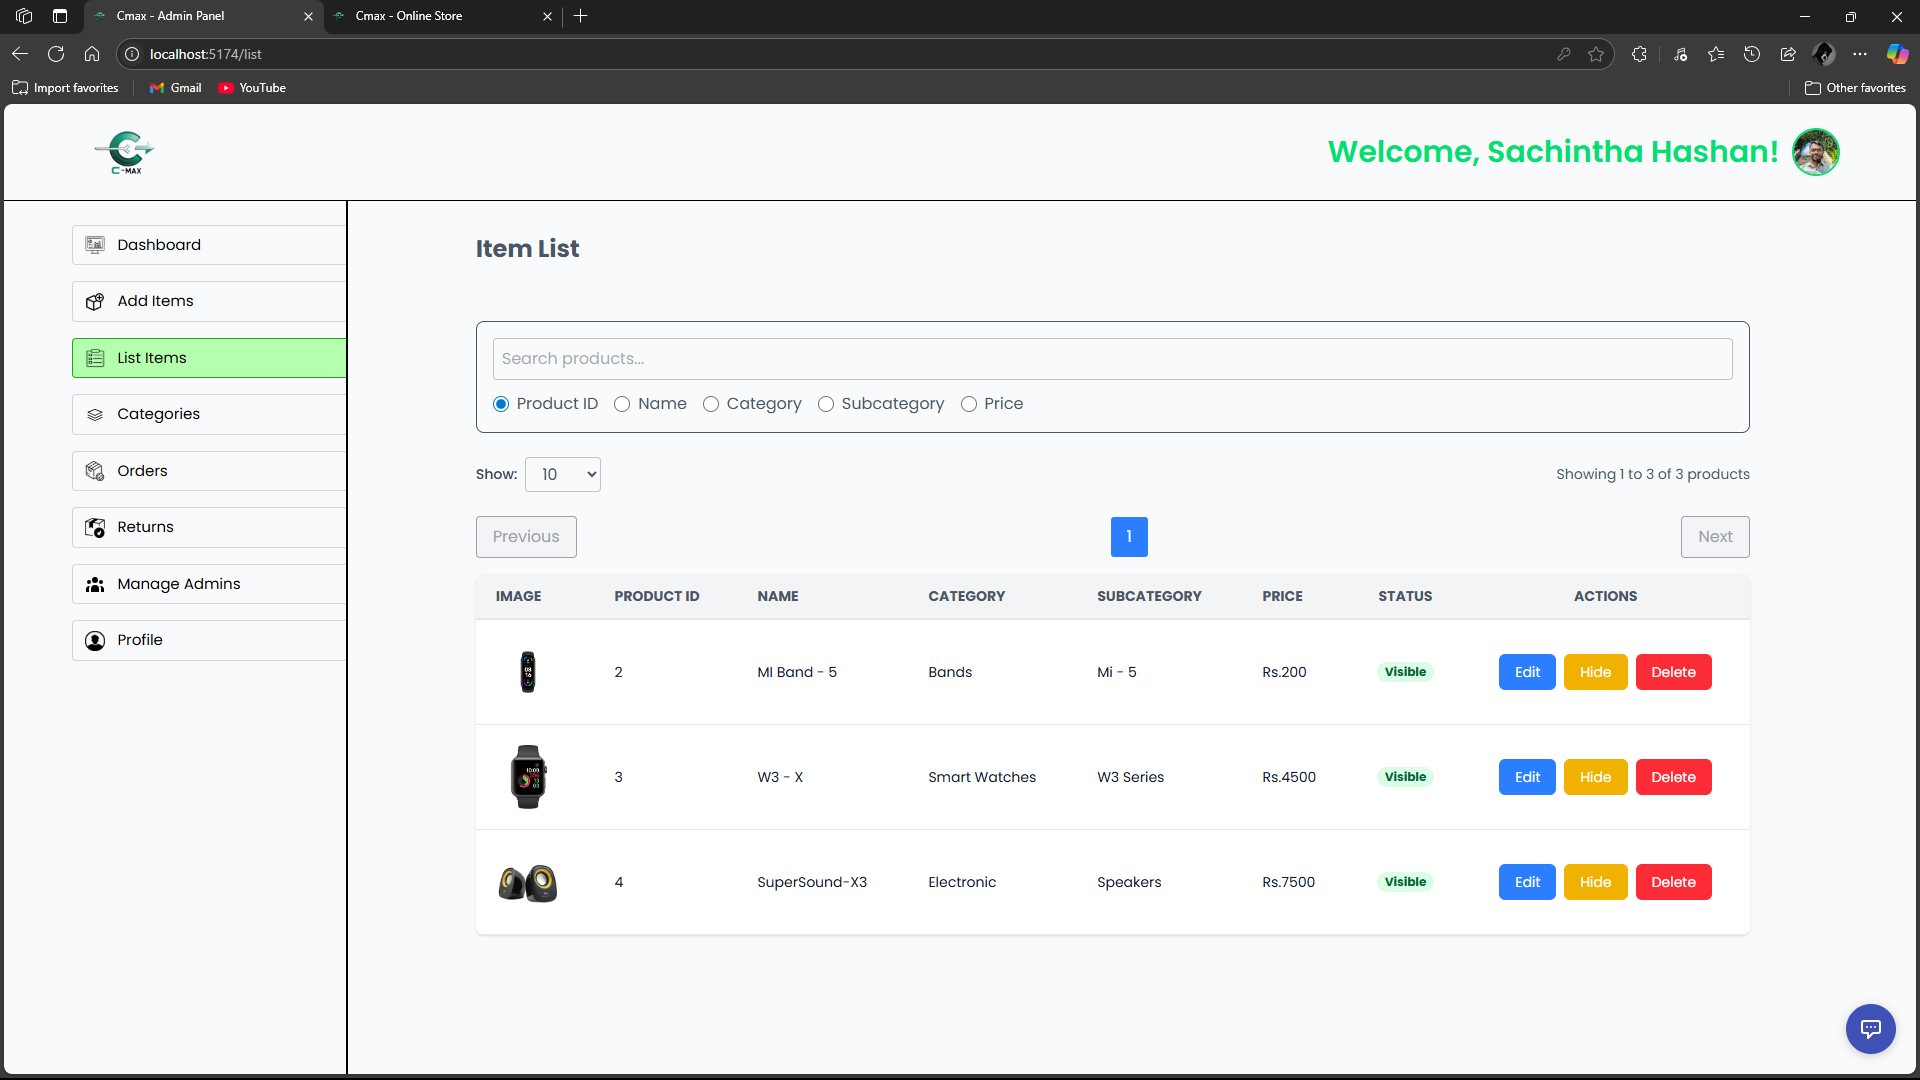 Cmax - Admin Panel
Cmax - Online Store
localhost:5174/list
Import favorites
Gmail
YouTube
Other favorites
C-MAX
Welcome, Sachintha Hashan!
Dashboard
Add Items
List Items
Categories
Orders
Returns
Manage Admins
Profile
Item List
Search products...
Product ID Name Category Subcategory Price
Show: 10
Showing 1 to 3 of 3 products
Previous 1 Next
IMAGE PRODUCT ID NAME CATEGORY SUBCATEGORY PRICE STATUS ACTIONS
2 MI Band - 5 Bands Mi - 5 Rs.200 Visible Edit Hide Delete
3 W3 - X Smart Watches W3 Series Rs.4500 Visible Edit Hide Delete
4 SuperSound-X3 Electronic Speakers Rs.7500 Visible Edit Hide Delete